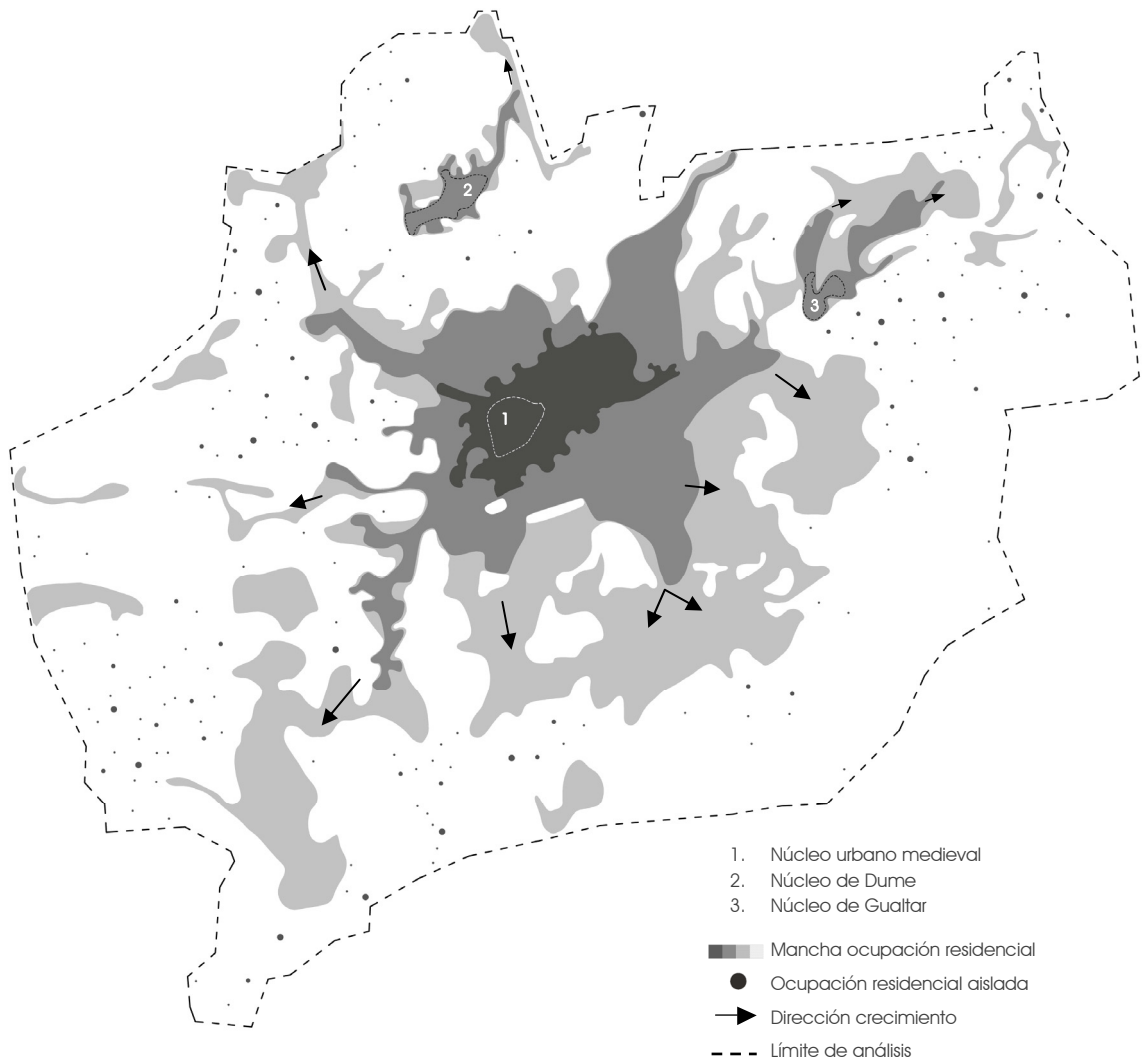 2
3
1
1. Núcleo urbano medieval
2. Núcleo de Dume
3. Núcleo de Gualtar
Mancha ocupación residencial
Ocupación residencial aislada
Dirección crecimiento
Límite de análisis